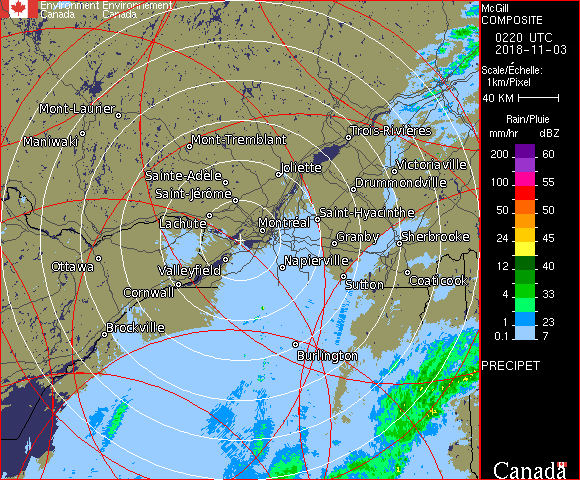 Environment Environnement
Canada Canada
McGill
COMPOSITE
0220 UTC
2018-11-03
Scale/Échelle:
1km/Pixel
40 KM
Rain/Pluie
mm/hr dBZ
200 60
55
100 55
50 50
24 45
12 40
4 33
1 23
0.1 7
PRECIPET
Canada
Mont-Laurier
Maniwaki
Mont-Tremblant
Trois-Rivières
Sainte-Adèle
Joliette
Victoriaville
Saint-Jérôme
Drummondville
Lachute
Saint-Hyacinthe
Montréal
Granby
Sherbrooke
Ottawa
Valleyfield
Napierville
Cornwall
Sutton
Coaticook
Brockville
Burlington